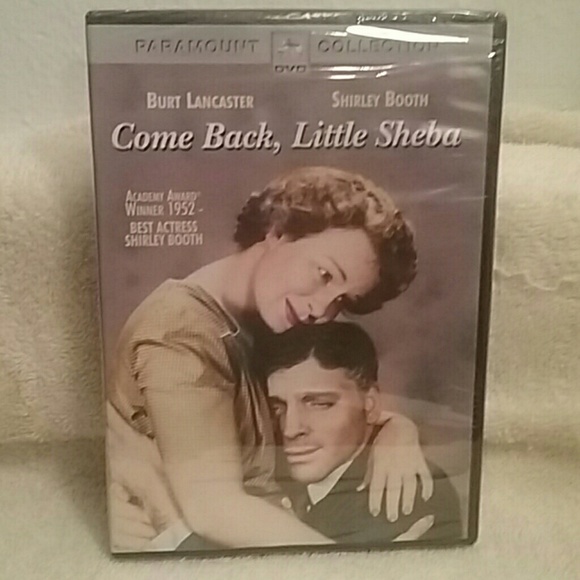 PARAMOUNT DVD COLLECTION
BURT LANCASTER SHIRLEY BOOTH
Come Back, Little Sheba
ACADEMY AWARD®
WINNER 1952 -
BEST ACTRESS
SHIRLEY BOOTH